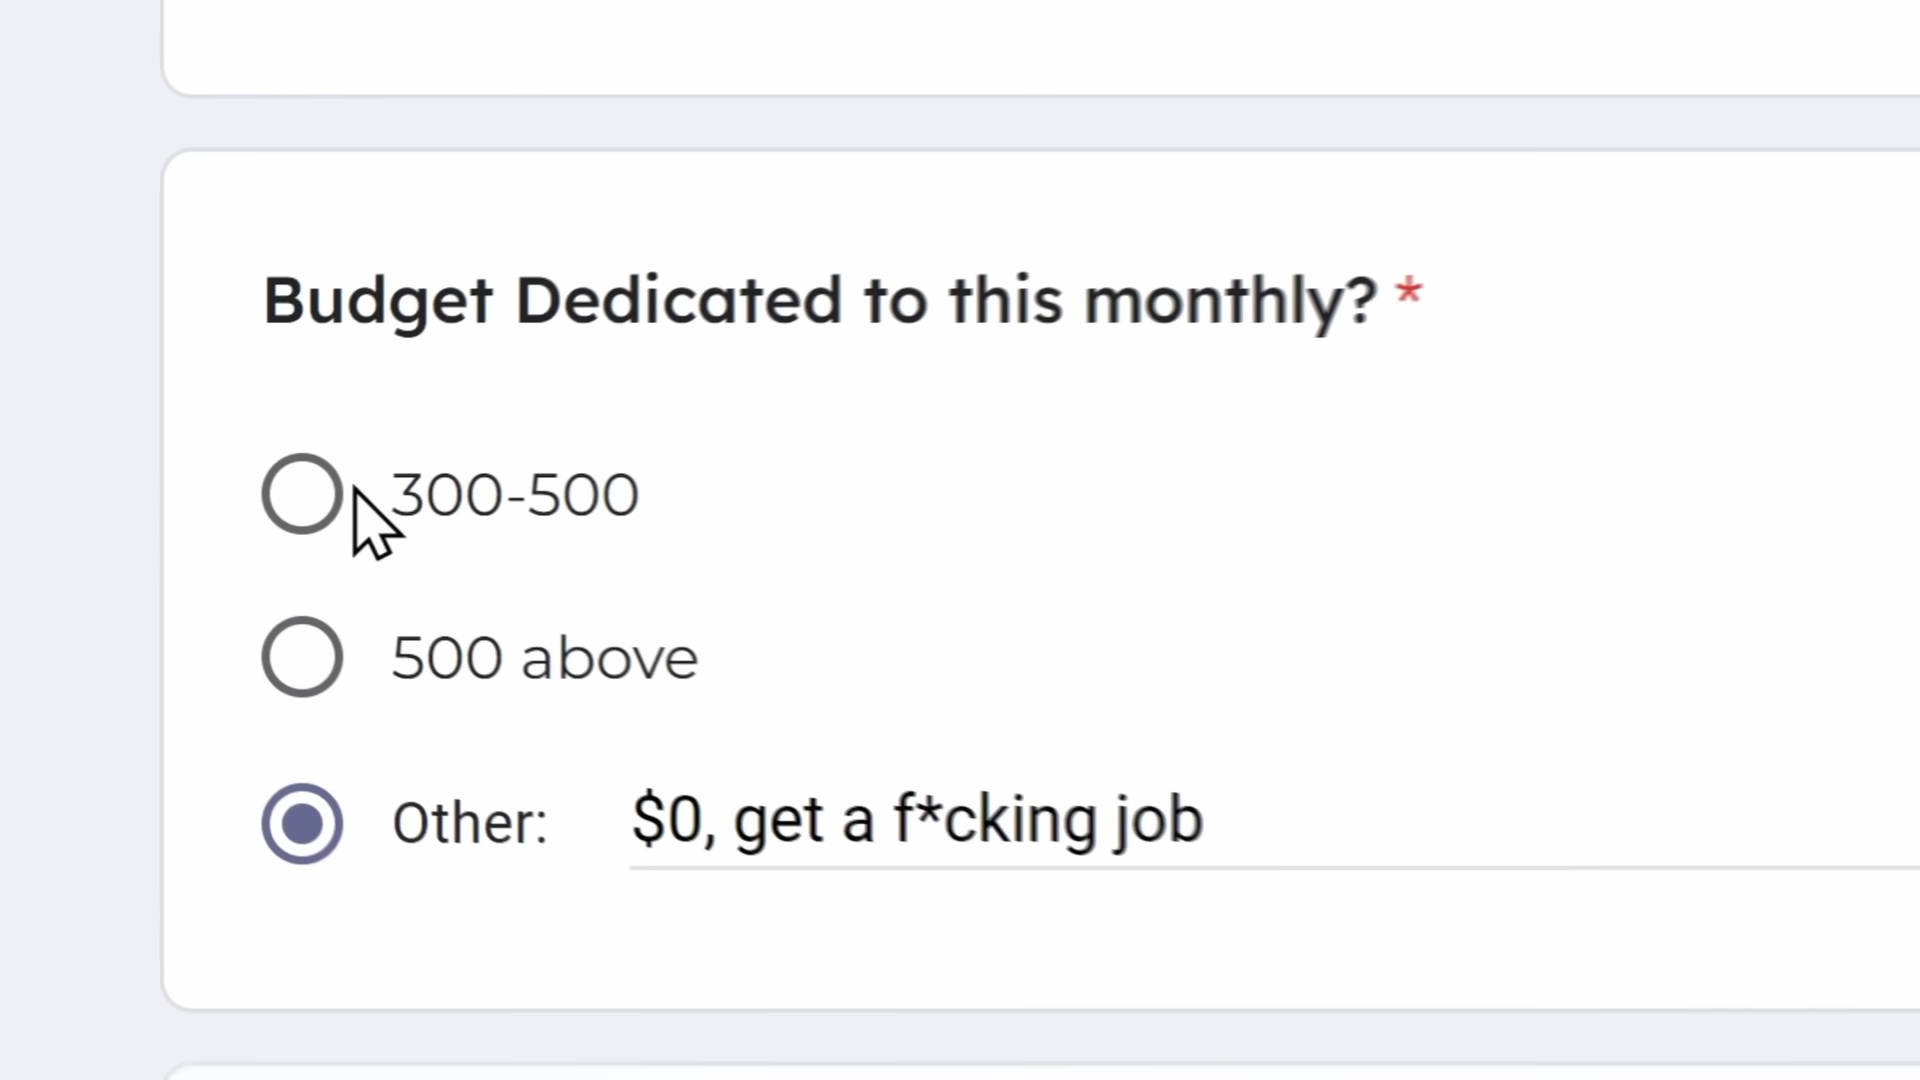 Budget Dedicated to this monthly? *
300-500
500 above
Other: $0, get a f*cking job